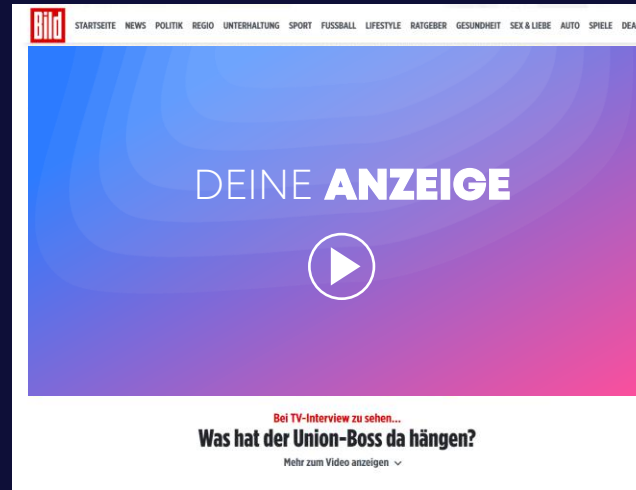 Bild STARTSEITE NEWS POLITIK REGIO UNTERHALTUNG SPORT FUSSBALL LIFESTYLE RATGEBER GESUNDHEIT SEX & LIEBE AUTO SPIELE DEA
DEINE ANZEIGE
Bei TV-Interview zu sehen...
Was hat der Union-Boss da hängen?
Mehr zum Video anzeigen